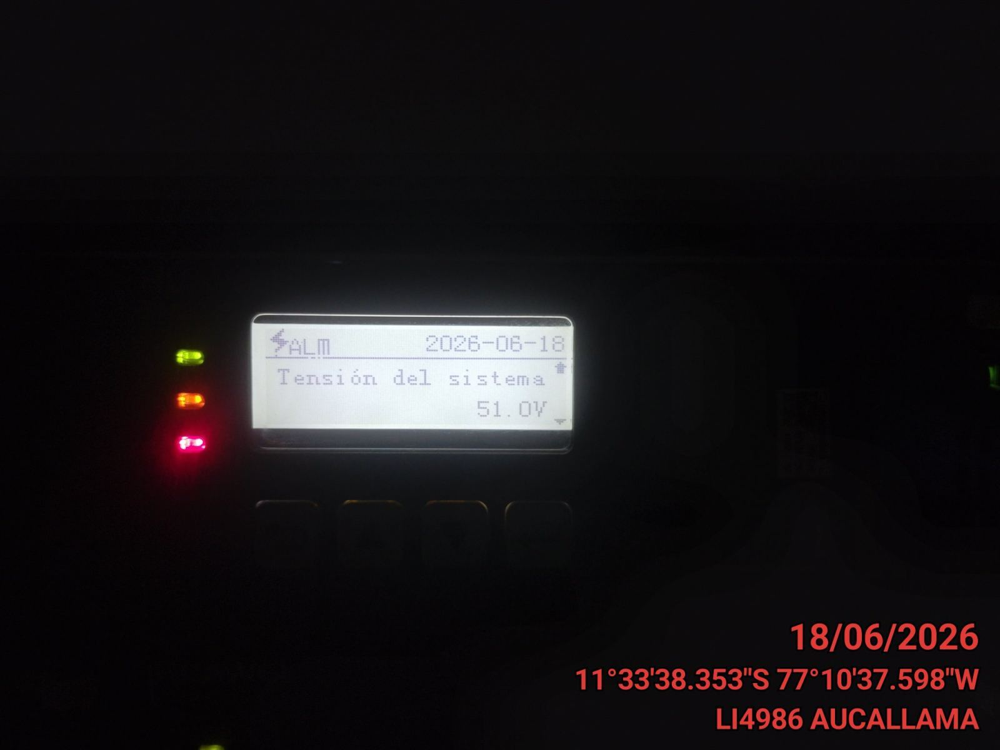 ALM 2026-06-18
Tensión del sistema
51.0V
18/06/2026
11°33'38.353"S 77°10'37.598"W
LI4986 AUCALLAMA